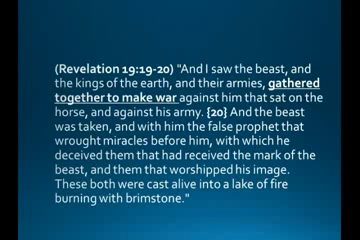 (Revelation 19:19-20) "And I saw the beast, and
the kings of the earth, and their armies, gathered
together to make war against him that sat on the
horse, and against his army. {20} And the beast
was taken, and with him the false prophet that
wrought miracles before him, with which he
deceived them that had received the mark of the
beast, and them that worshipped his image.
These both were cast alive into a lake of fire
burning with brimstone."